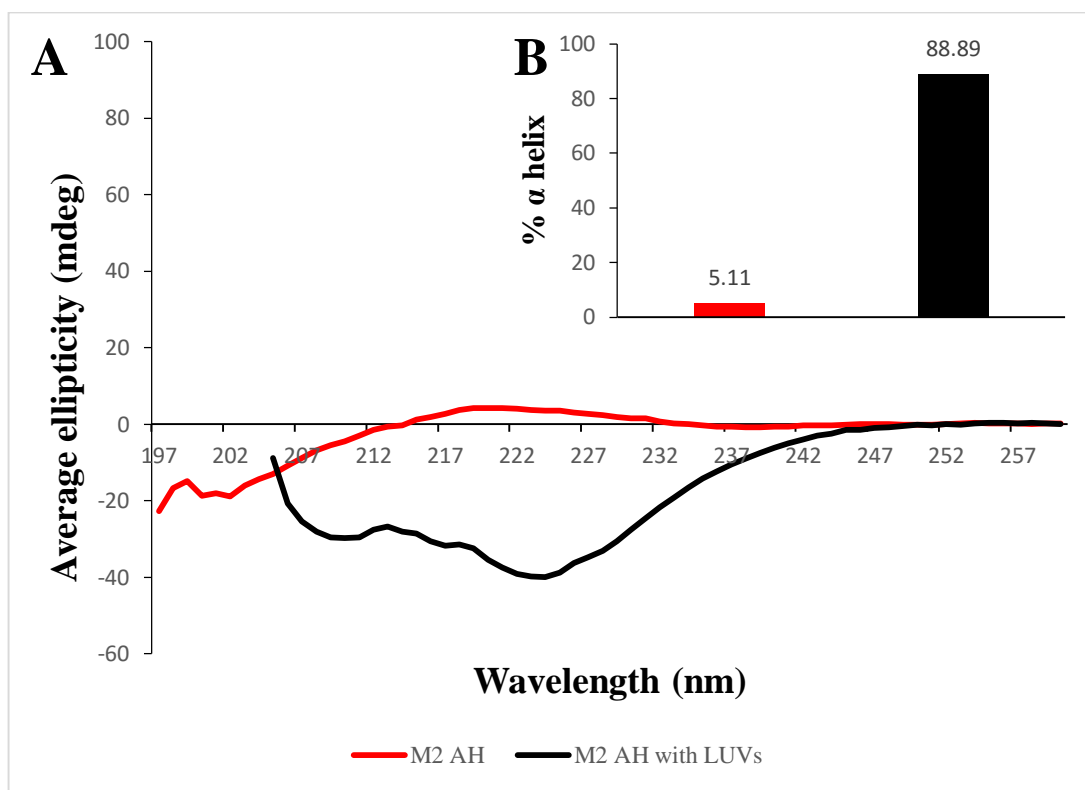 A
100
80
60
40
20
0
-20
-40
-60
Average ellipticity (mdeg)
197 202 207 212 217 222 227 232 237 242 247 252 257
Wavelength (nm)
B
100
80
60
40
20
0
% α helix
5.11
88.89
M2 AH M2 AH with LUVs